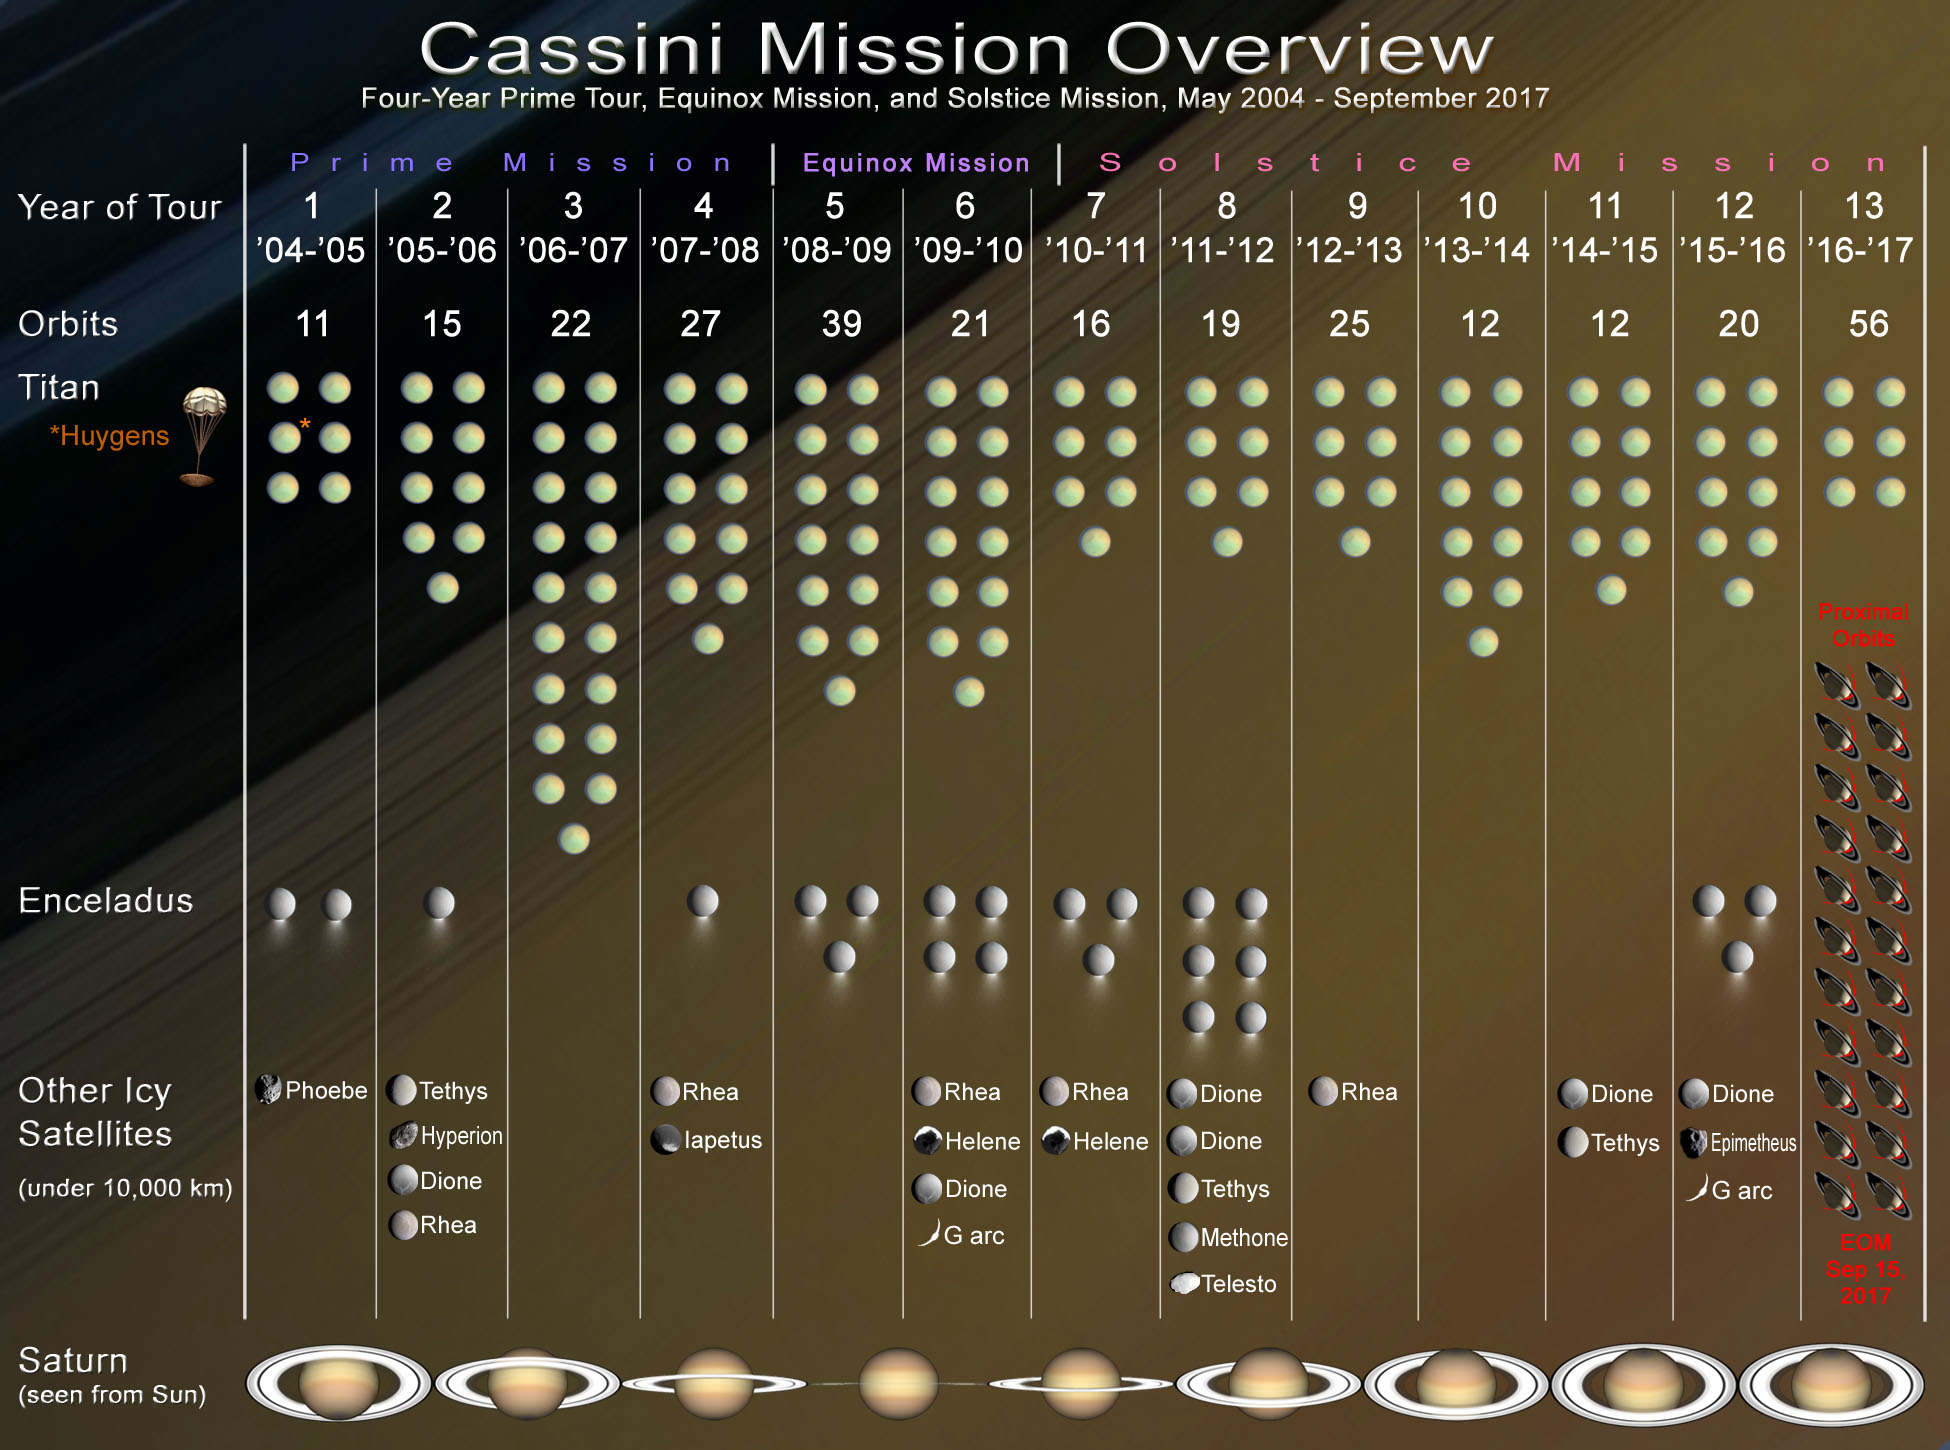 Cassini Mission Overview
Four-Year Prime Tour, Equinox Mission, and Solstice Mission, May 2004 - September 2017
Prime Mission Equinox Mission Solstice Mission
Year of Tour 1 2 3 4 5 6 7 8 9 10 11 12 13
’04-’05 ’05-’06 ’06-’07 ’07-’08 ’08-’09 ’09-’10 ’10-’11 ’11-’12 ’12-’13 ’13-’14 ’14-’15 ’15-’16 ’16-’17
Orbits 11 15 22 27 39 21 16 19 25 12 12 20 56
Titan
*Huygens *
Proximal
Orbits
Enceladus
Other Icy Phoebe Tethys Rhea Rhea Rhea Dione Rhea Dione Dione
Satellites Hyperion Iapetus Helene Helene Dione Tethys Epimetheus
(under 10,000 km) Dione Dione Tethys G arc
Rhea G arc Methone
Telesto
EOM
Sep 15,
2017
Saturn
(seen from Sun)